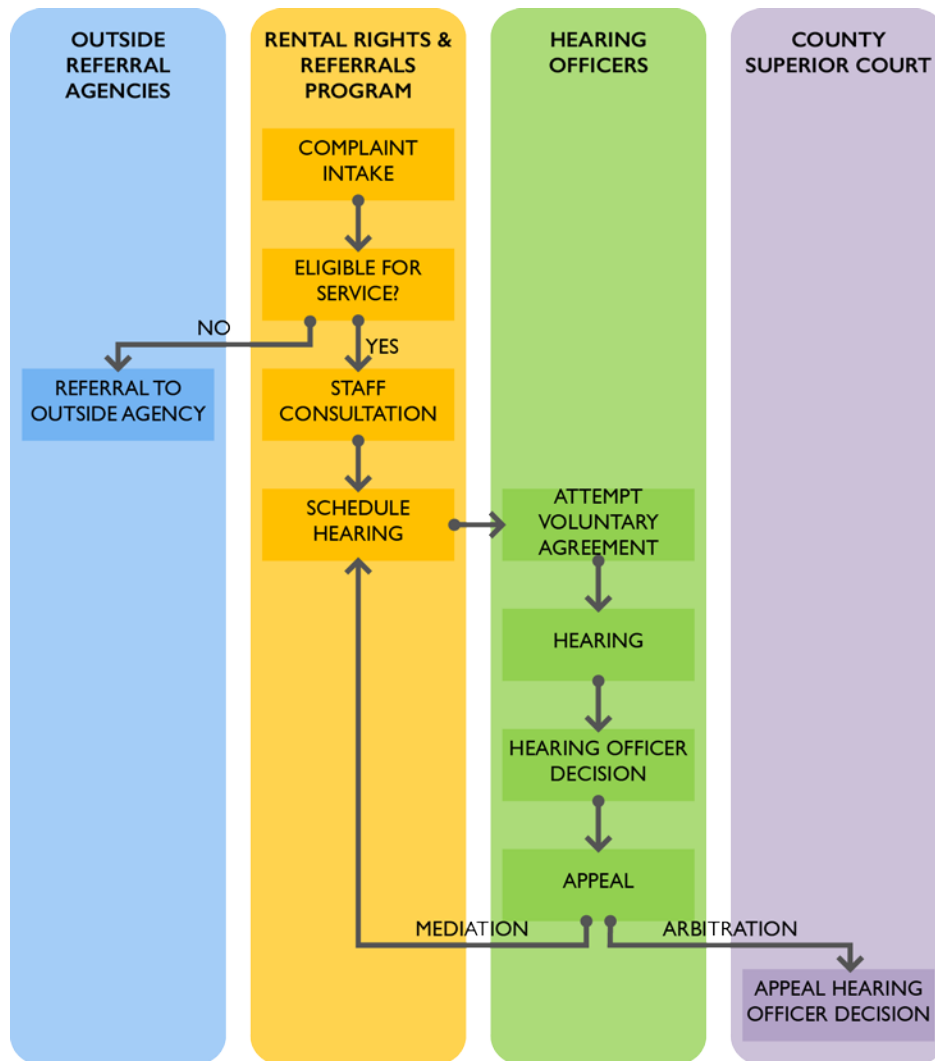 OUTSIDE
REFERRAL
AGENCIES
RENTAL RIGHTS &
REFERRALS
PROGRAM
HEARING
OFFICERS
COUNTY
SUPERIOR COURT
COMPLAINT
INTAKE
ELIGIBLE FOR
SERVICE?
NO
YES
REFERRAL TO
OUTSIDE AGENCY
STAFF
CONSULTATION
SCHEDULE
HEARING
ATTEMPT
VOLUNTARY
AGREEMENT
HEARING
HEARING OFFICER
DECISION
APPEAL
MEDIATION
ARBITRATION
APPEAL HEARING
OFFICER DECISION